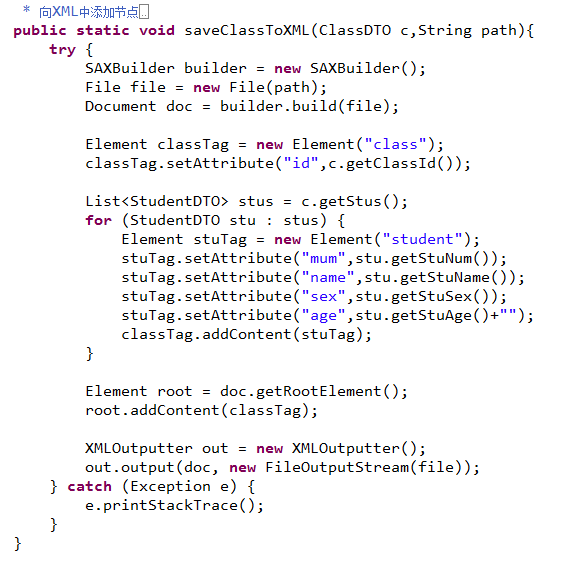 * 向XML中添加节点
public static void saveClassToXML(ClassDTO c,String path){
try {
SAXBuilder builder = new SAXBuilder();
File file = new File(path);
Document doc = builder.build(file);
Element classTag = new Element("class");
classTag.setAttribute("id",c.getClassId());
List<StudentDTO> stus = c.getStus();
for (StudentDTO stu : stus) {
Element stuTag = new Element("student");
stuTag.setAttribute("mum",stu.getStuNum());
stuTag.setAttribute("name",stu.getStuName());
stuTag.setAttribute("sex",stu.getStuSex());
stuTag.setAttribute("age",stu.getStuAge()+"");
classTag.addContent(stuTag);
}
Element root = doc.getRootElement();
root.addContent(classTag);
XMLOutputter out = new XMLOutputter();
out.output(doc, new FileOutputStream(file));
} catch (Exception e) {
e.printStackTrace();
}
}